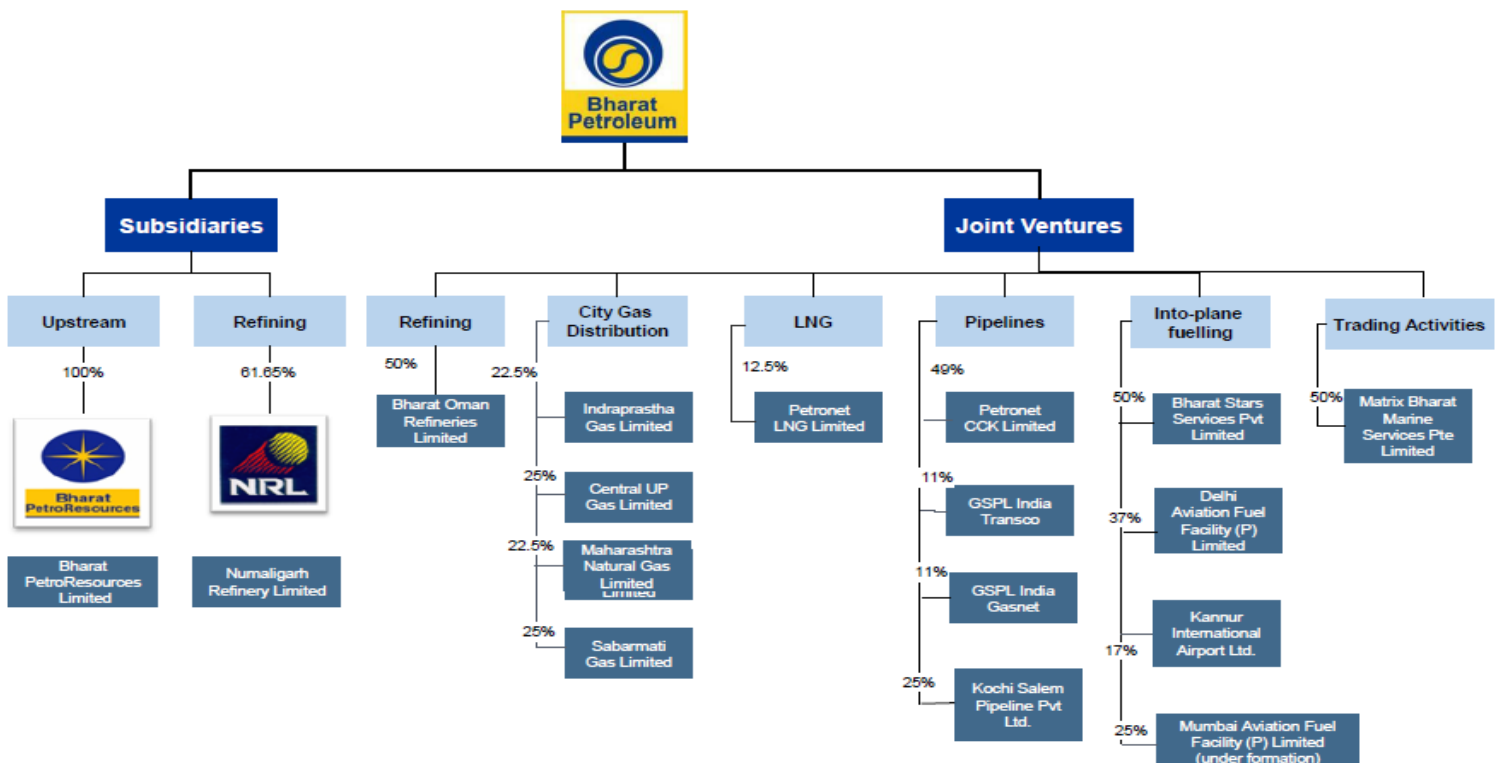 Bharat
Petroleum
Subsidiaries
Joint Ventures
Upstream
Refining
Refining
City Gas
Distribution
LNG
Pipelines
Into-plane
fuelling
Trading Activities
100%
61.65%
50%
22.5%
12.5%
49%
50%
50%
Bharat
PetroResources
NRL
Bharat
PetroResources
Limited
Numaligarh
Refinery Limited
Bharat Oman
Refineries
Limited
Indraprastha
Gas Limited
25%
Central UP
Gas Limited
22.5%
Maharashtra
Natural Gas
Limited
Limited
25%
Sabarmati
Gas Limited
Petronet
LNG Limited
Petronet
CCK Limited
11%
GSPL India
Transco
11%
GSPL India
Gasnet
25%
Kochi Salem
Pipeline Pvt
Ltd.
Bharat Stars
Services Pvt
Limited
37%
Delhi
Aviation Fuel
Facility (P)
Limited
Kannur
International
Airport Ltd.
17%
25%
Mumbai Aviation Fuel
Facility (P) Limited
(under formation)
Matrix Bharat
Marine
Services Pte
Limited